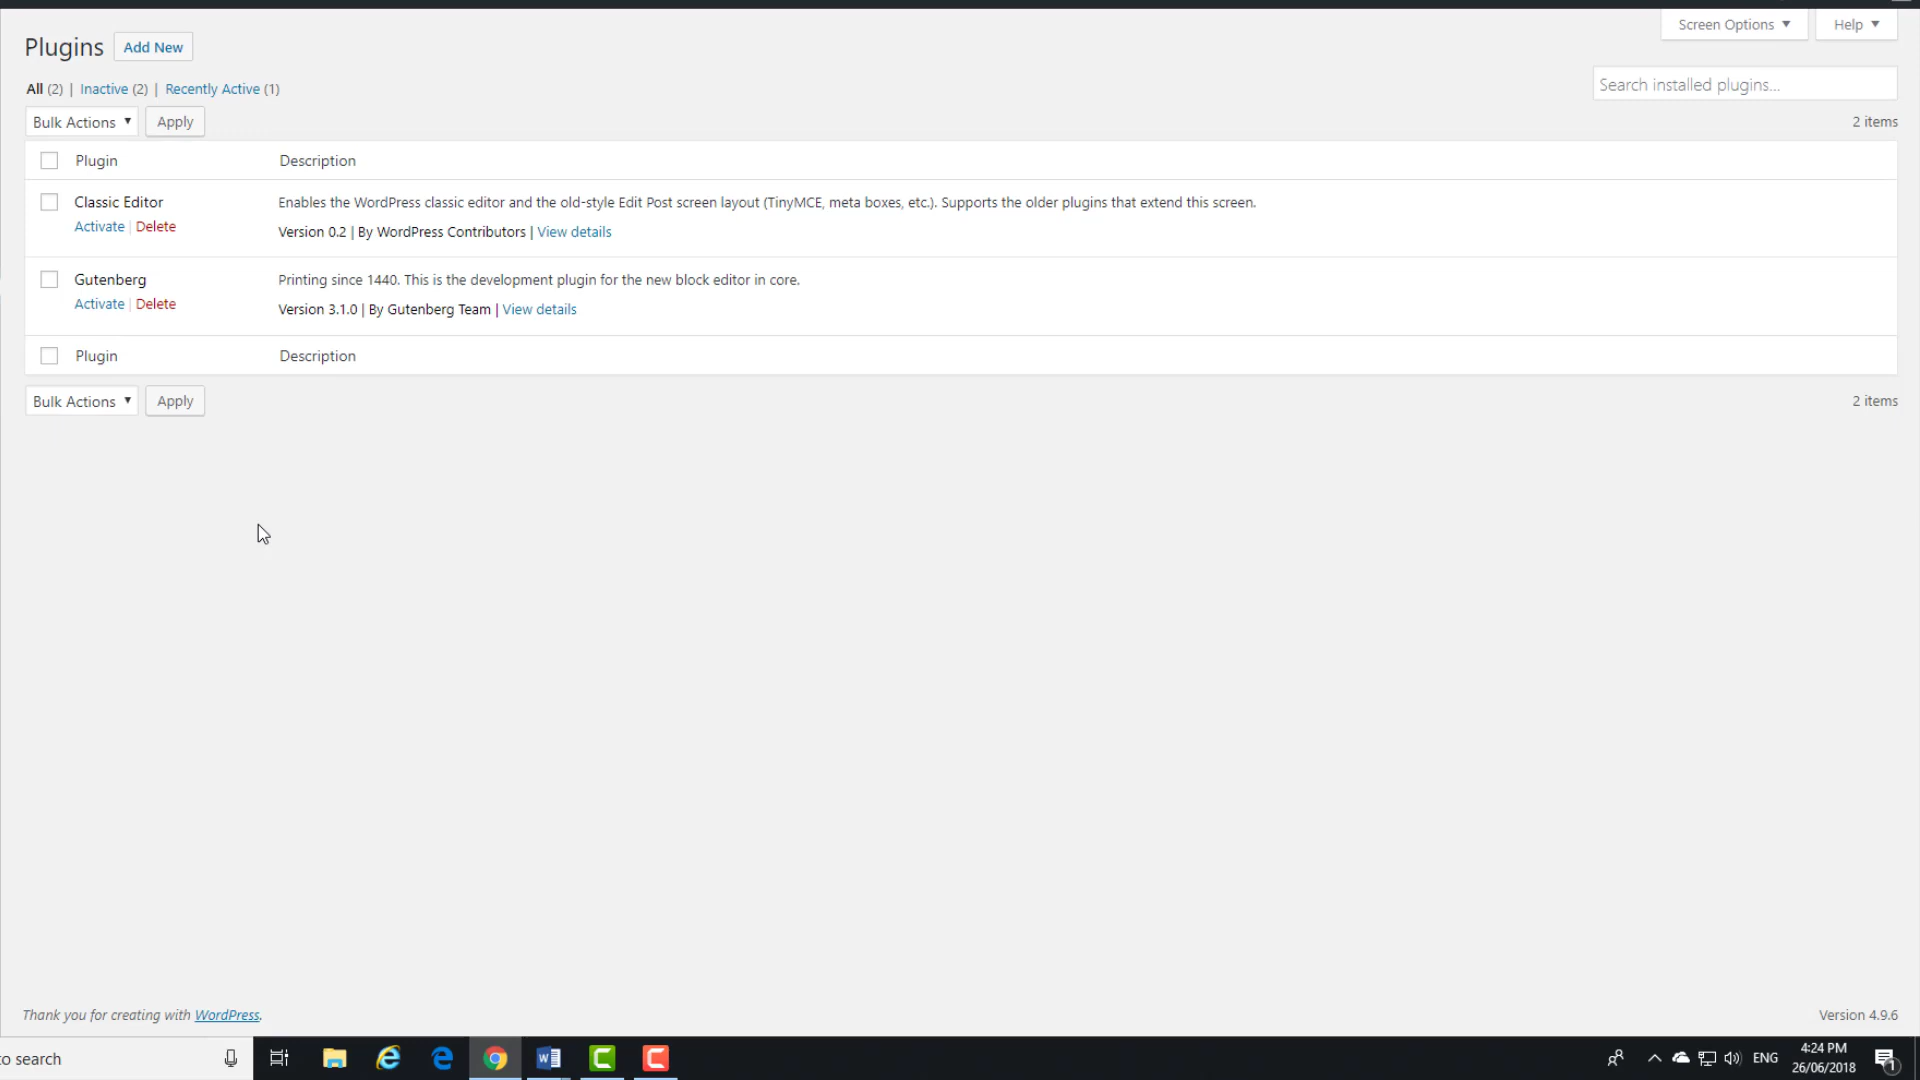 Screen Options ▼ Help ▼
Plugins Add New
All (2) | Inactive (2) | Recently Active (1)
Search installed plugins...
Bulk Actions ▼ Apply 2 items
Plugin Description
Classic Editor Enables the WordPress classic editor and the old-style Edit Post screen layout (TinyMCE, meta boxes, etc.). Supports the older plugins that extend this screen.
Activate | Delete Version 0.2 | By WordPress Contributors | View details
Gutenberg Printing since 1440. This is the development plugin for the new block editor in core.
Activate | Delete Version 3.1.0 | By Gutenberg Team | View details
Plugin Description
Bulk Actions ▼ Apply 2 items
Thank you for creating with WordPress. Version 4.9.6
to search ENG 4:24 PM
26/06/2018 1